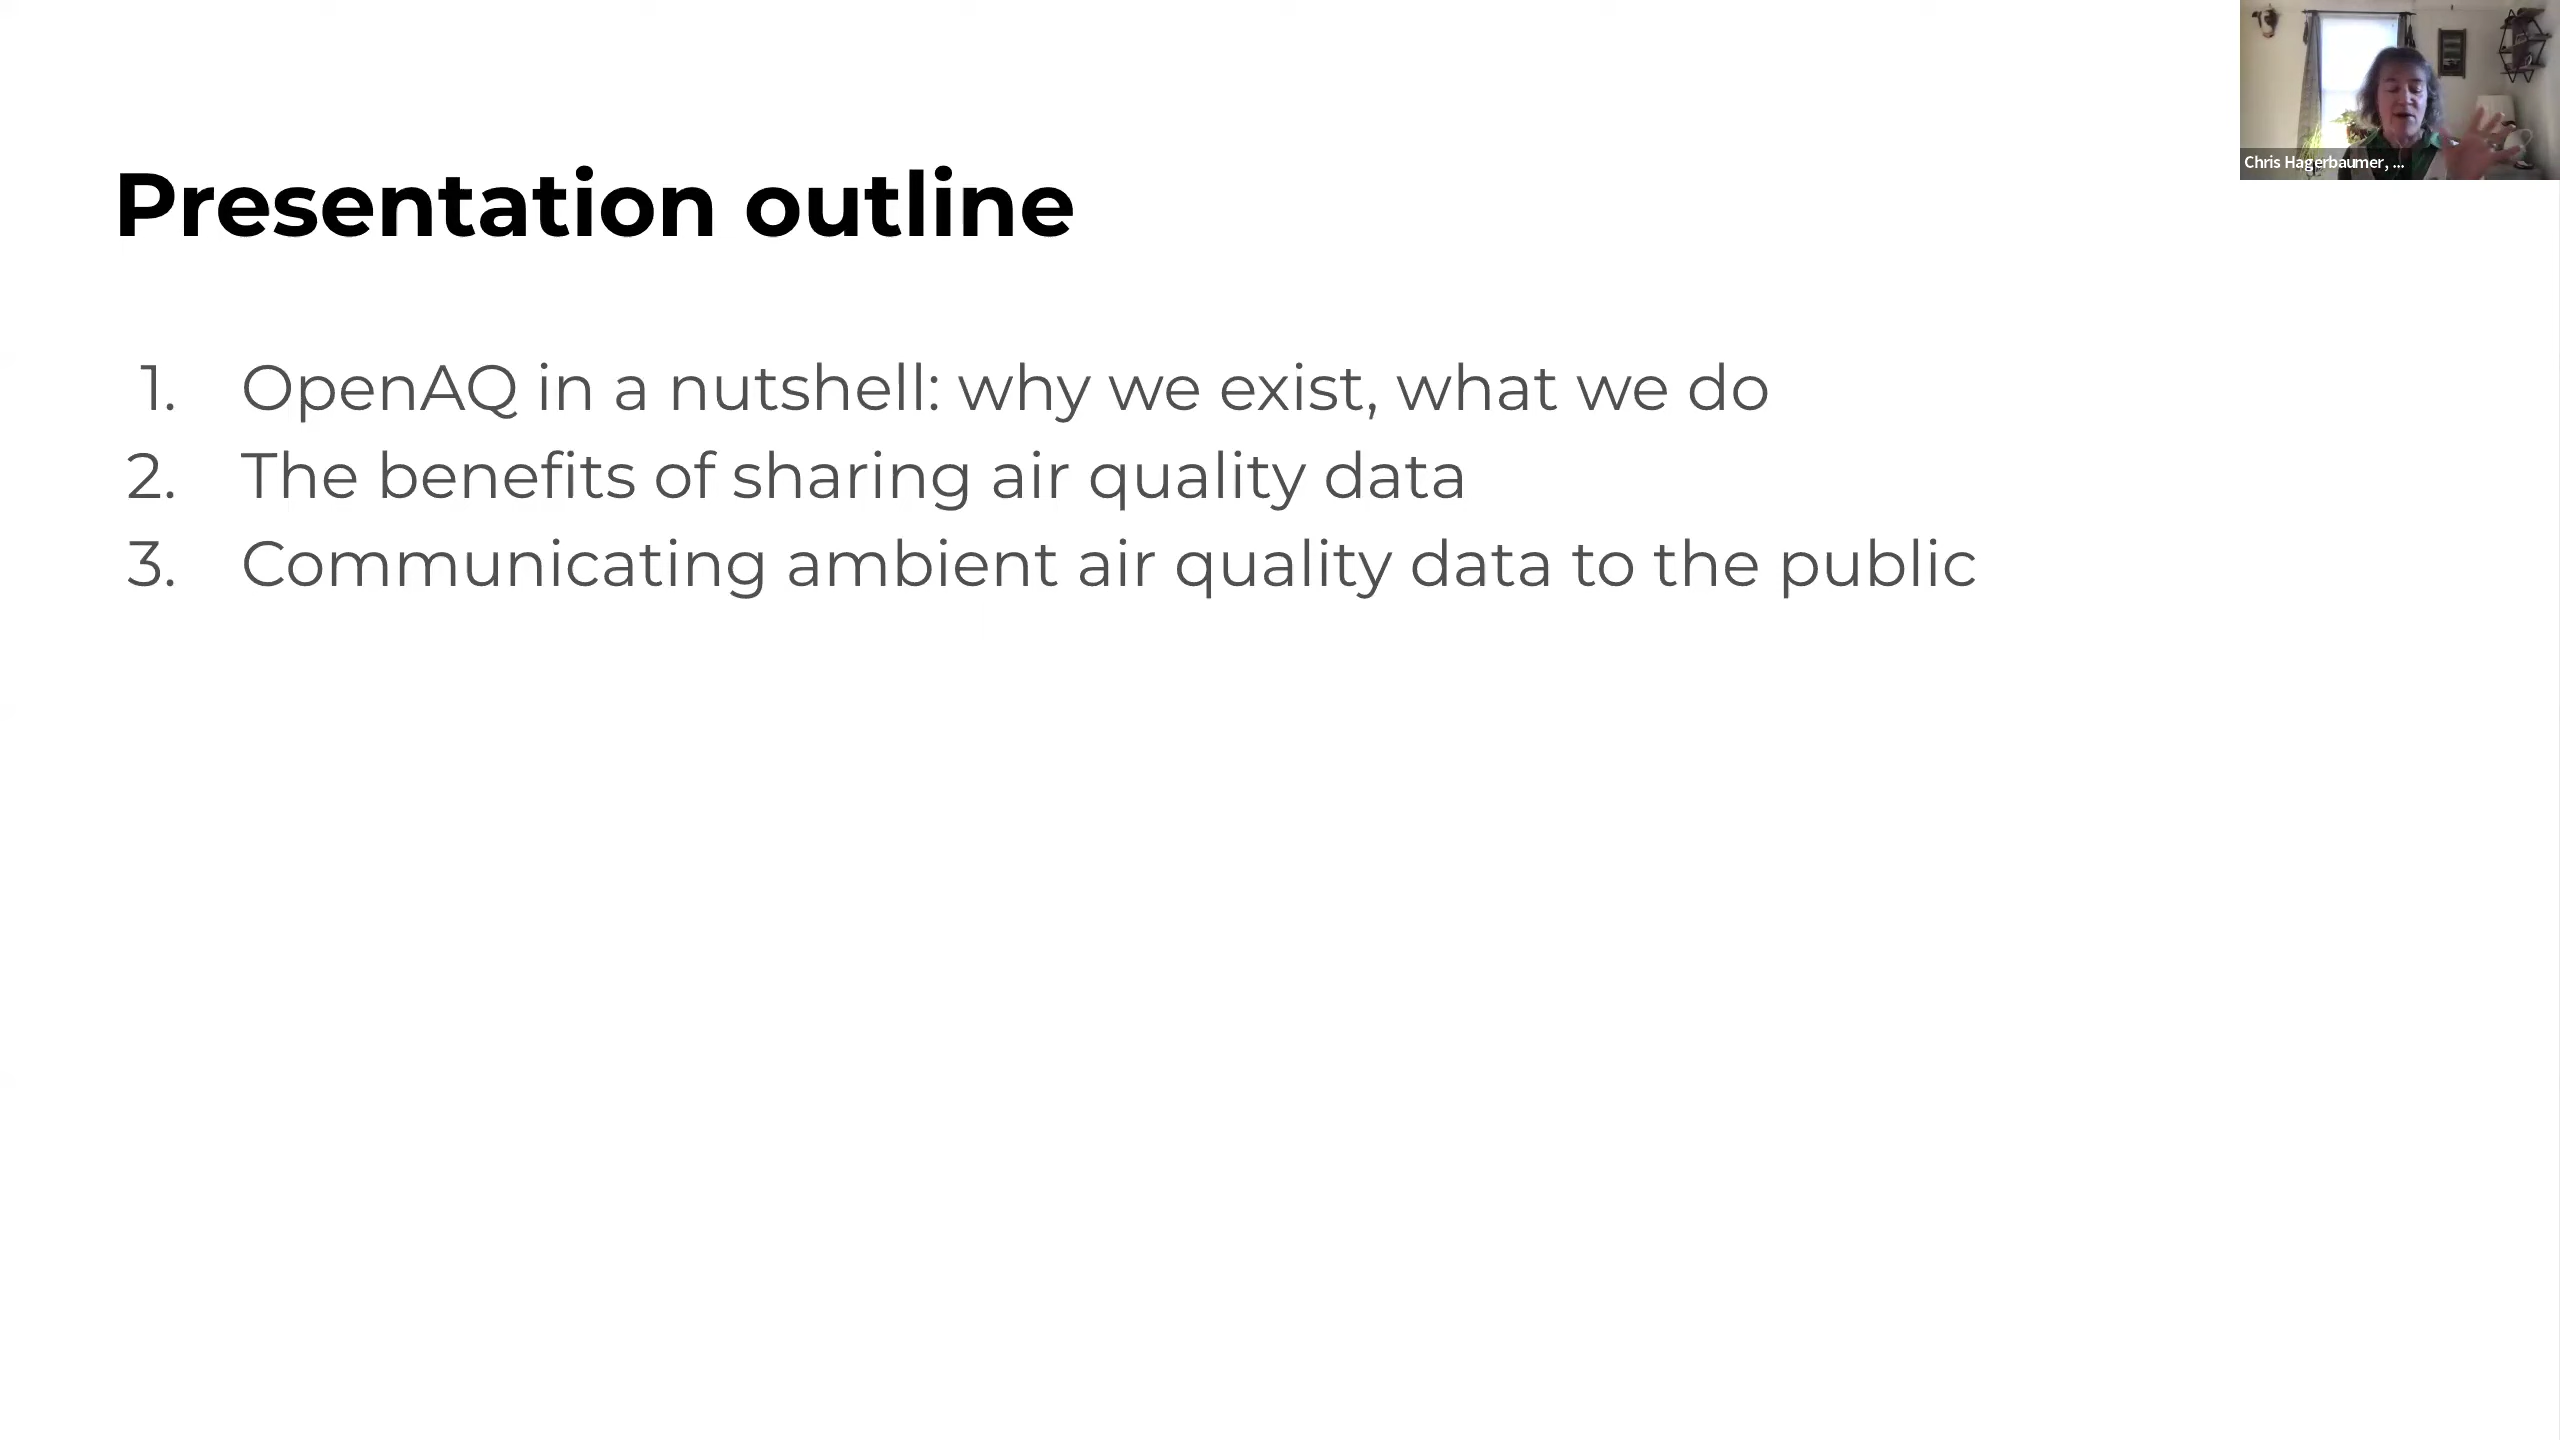 Presentation outline
1. OpenAQ in a nutshell: why we exist, what we do
2. The benefits of sharing air quality data
3. Communicating ambient air quality data to the public
Chris Hagerbaumer, ...